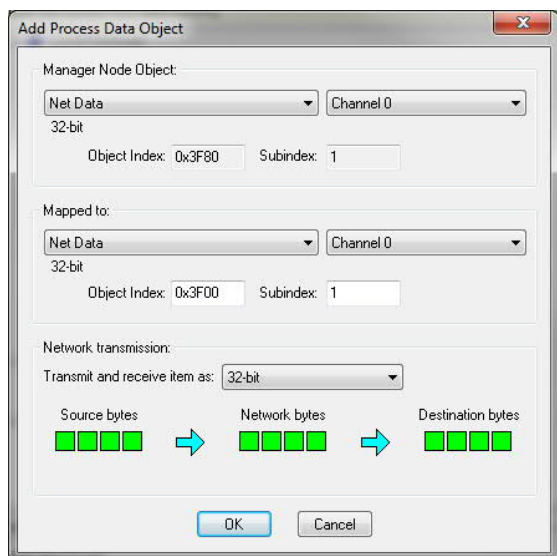 Add Process Data Object
Manager Node Object:
Net Data Channel 0
32-bit
Object Index: 0x3F80 Subindex: 1
Mapped to:
Net Data Channel 0
32-bit
Object Index: 0x3F00 Subindex: 1
Network transmission:
Transmit and receive item as: 32-bit
Source bytes Network bytes Destination bytes
OK Cancel